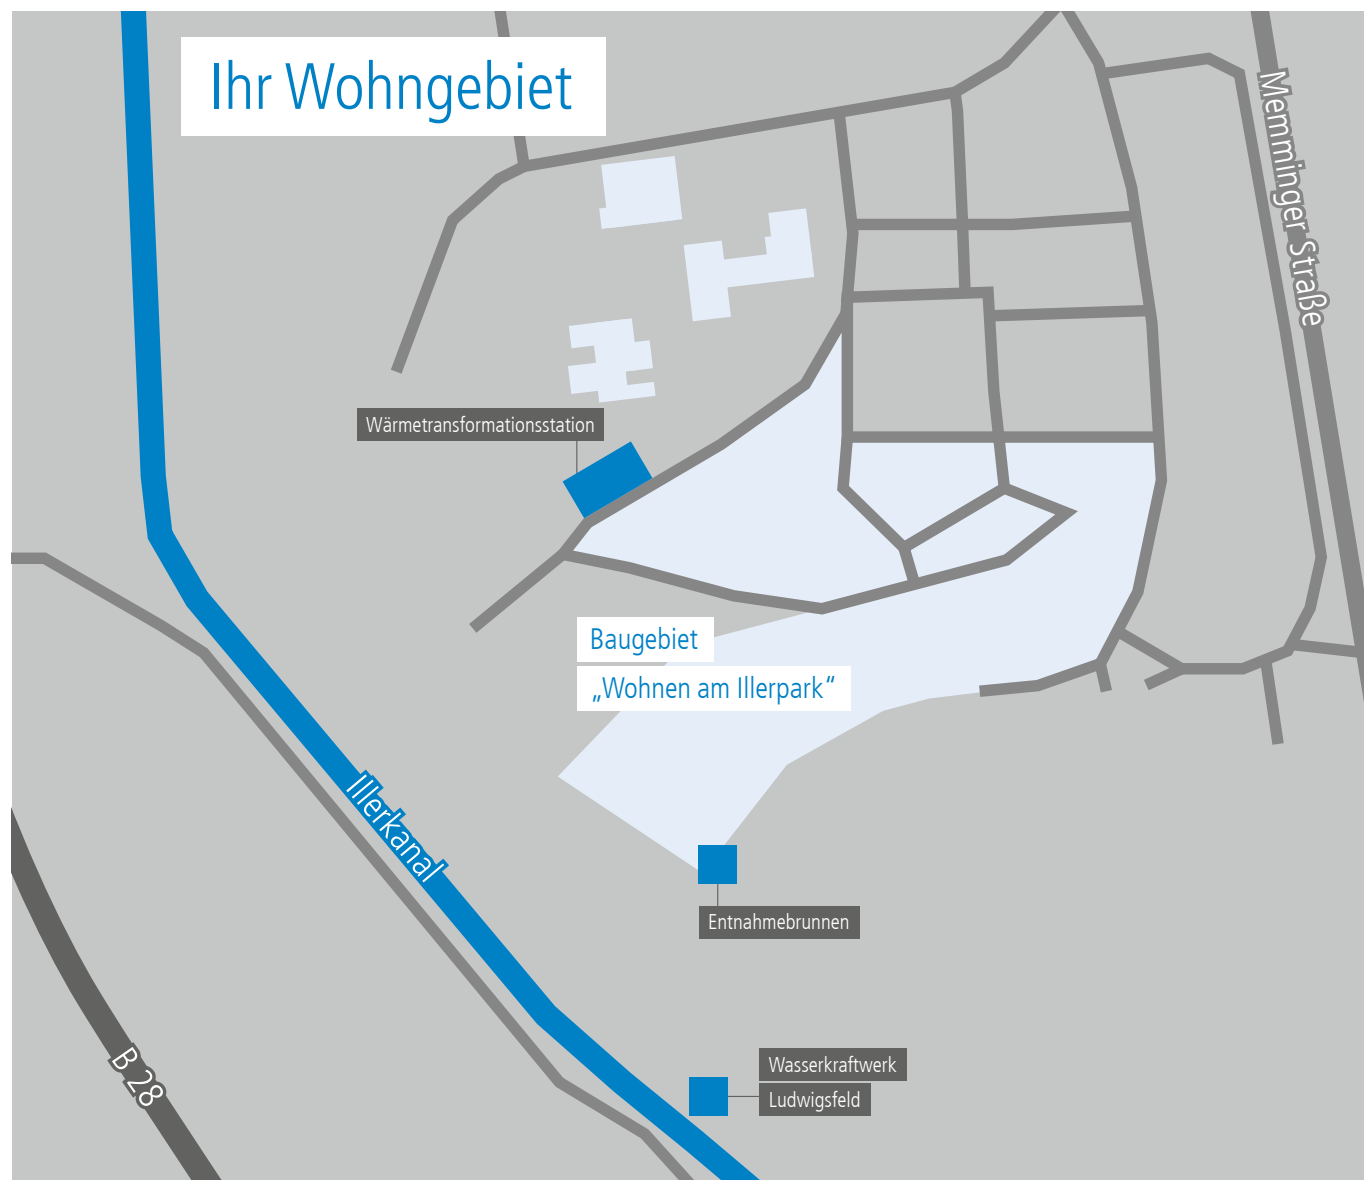 Ihr Wohngebiet
Memminger Straße
Wärmetransformationsstation
Baugebiet
„Wohnen am Illerpark“
Illerkanal
Entnahmebrunnen
B 28
Wasserkraftwerk
Ludwigsfeld